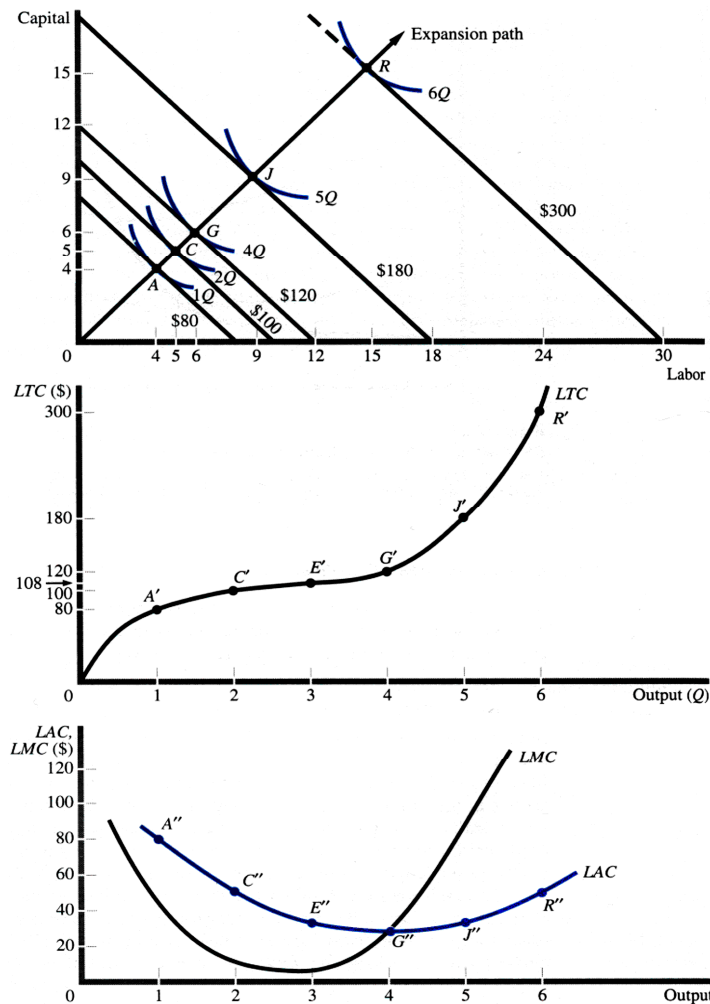 Capital
Expansion path
R
15
6Q
12
J
9
5Q
$300
G
6
C
5
4Q
4
$180
A
2Q
1Q
$120
$80
$100
0 4 5 6 9 12 15 18 24 30
Labor
LTC ($)
LTC
300
R′
J′
180
G′
120
E′
108
C′
100
A′
80
0 1 2 3 4 5 6 Output (Q)
LAC,
LMC ($)
LMC
120
100
A″
80
C″
LAC
60
E″
R″
40
G″
J″
20
0 1 2 3 4 5 6 Output